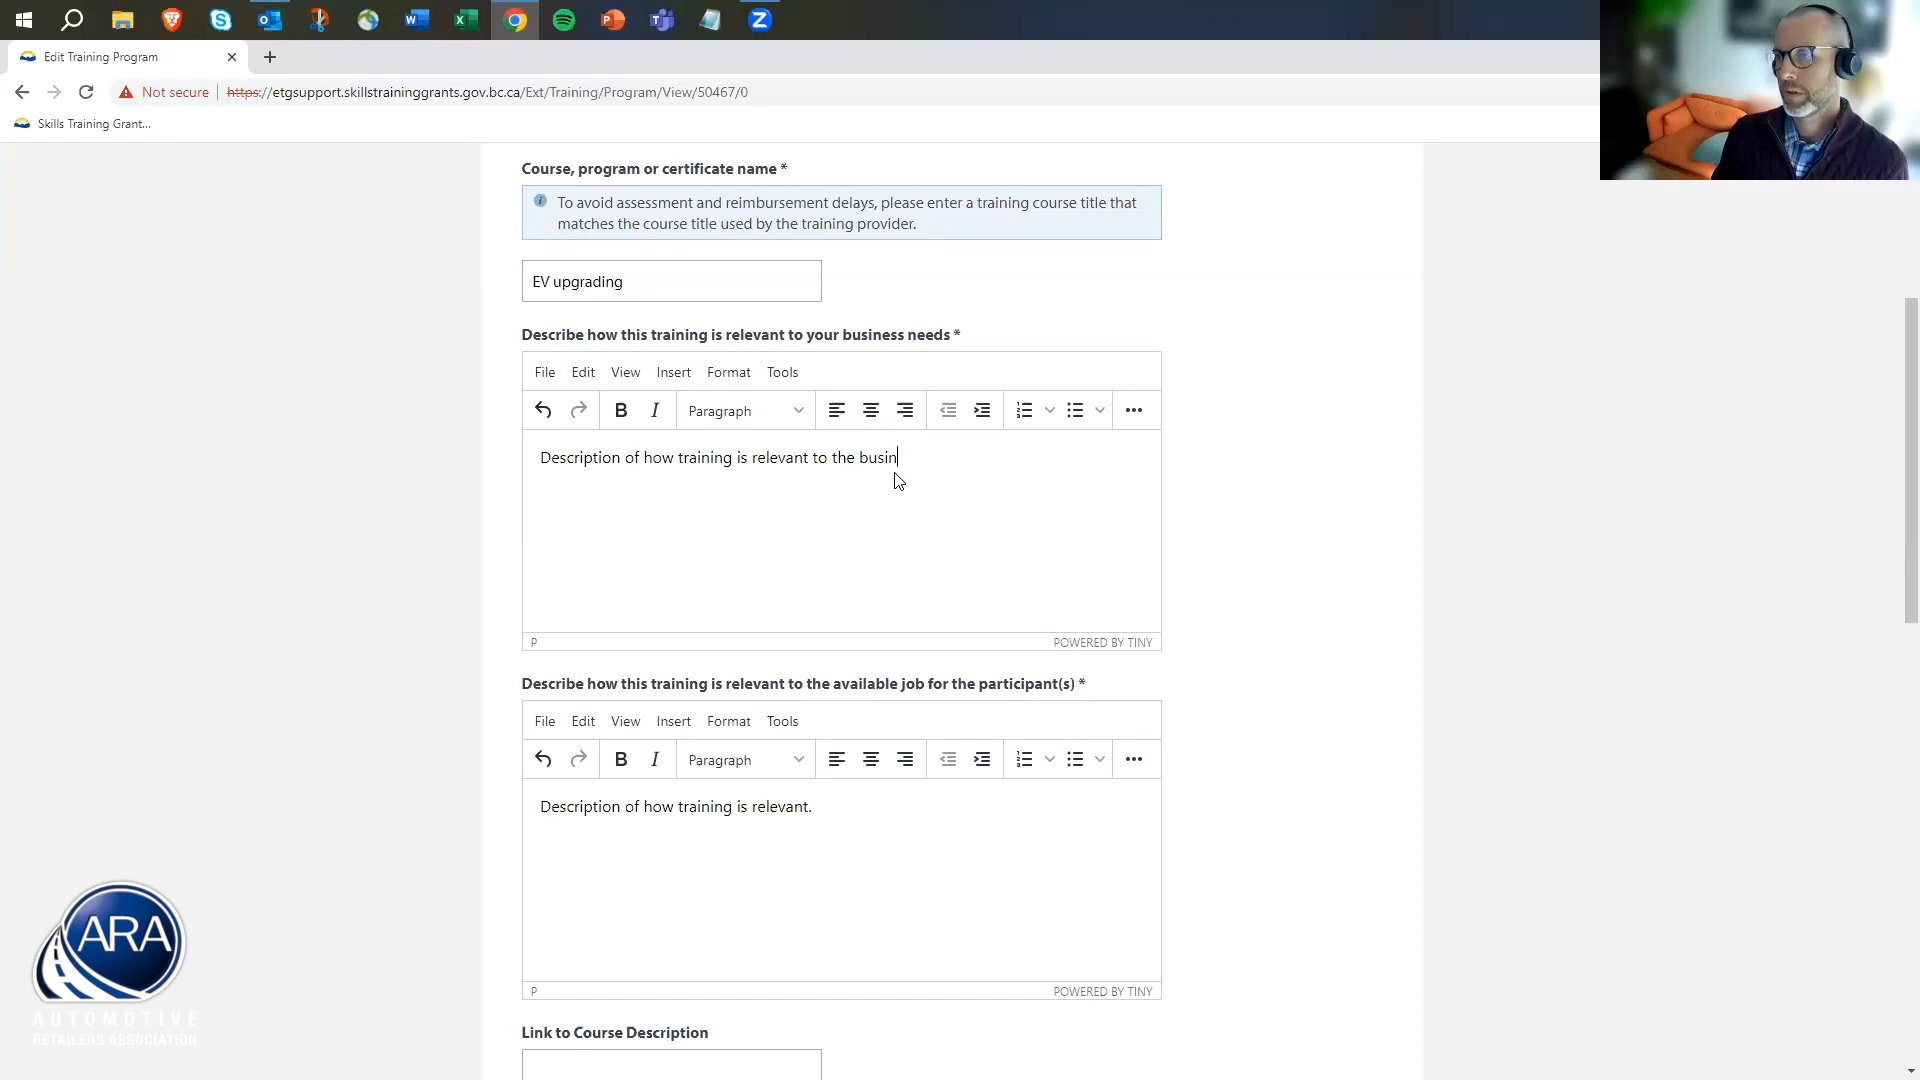 Edit Training Program
Not secure
https://etgsupport.skillstraininggrants.gov.bc.ca/Ext/Training/Program/View/50467/0
Skills Training Grant...
Course, program or certificate name *
To avoid assessment and reimbursement delays, please enter a training course title that
matches the course title used by the training provider.
EV upgrading
Describe how this training is relevant to your business needs *
File Edit View Insert Format Tools
B I Paragraph
Description of how training is relevant to the busin
P POWERED BY TINY
Describe how this training is relevant to the available job for the participant(s) *
File Edit View Insert Format Tools
B I Paragraph
Description of how training is relevant.
P POWERED BY TINY
Link to Course Description
ARA
AUTOMOTIVE
RETAILERS ASSOCIATION